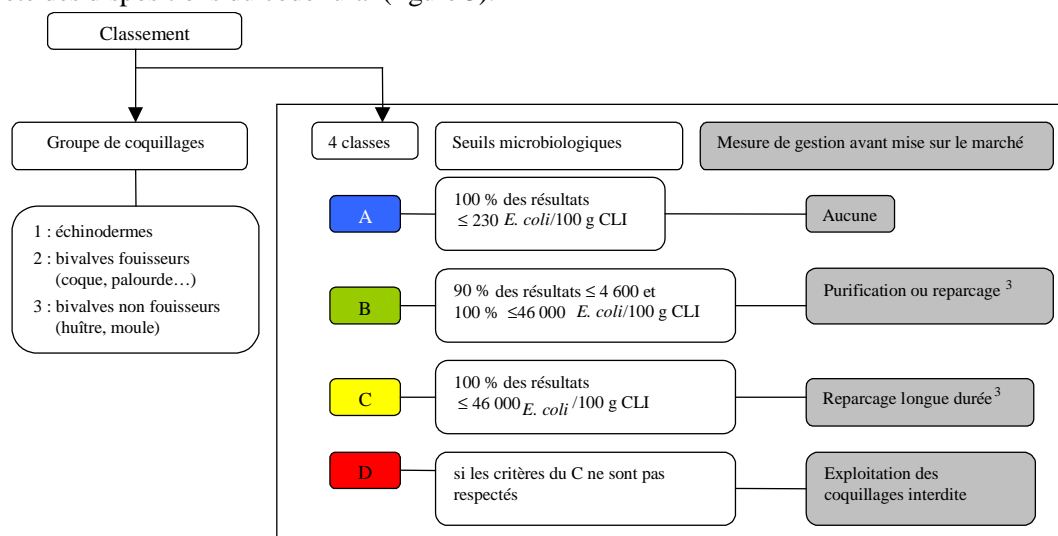 Classement
Groupe de coquillages
1 : échinodermes
2 : bivalves fouisseurs
(coque, palourde…)
3 : bivalves non fouisseurs
(huître, moule)
4 classes
Seuils microbiologiques
Mesure de gestion avant mise sur le marché
A
100 % des résultats
≤ 230 E. coli/100 g CLI
Aucune
B
90 % des résultats ≤ 4 600 et
100 % ≤46 000 E. coli/100 g CLI
Purification ou reparcage 3
C
100 % des résultats
≤ 46 000 E. coli /100 g CLI
Reparcage longue durée 3
D
si les critères du C ne sont pas
respectés
Exploitation des
coquillages interdite